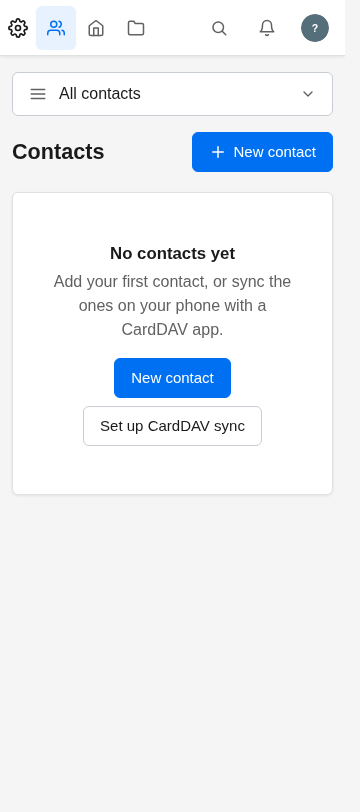 ?
All contacts
Contacts
New contact
No contacts yet
Add your first contact, or sync the
ones on your phone with a
CardDAV app.
New contact
Set up CardDAV sync